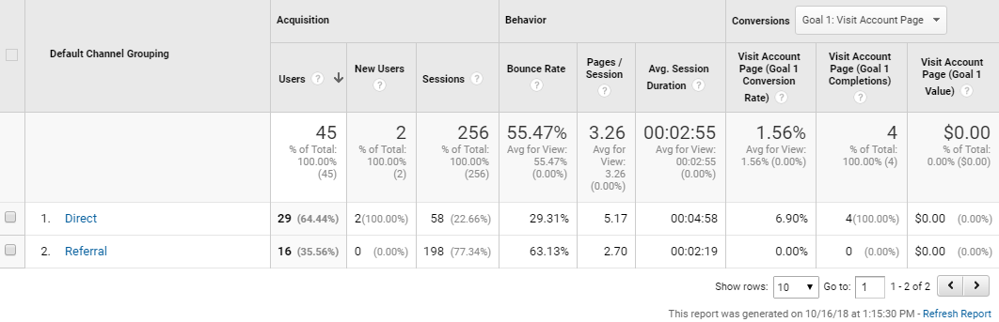 Acquisition
Behavior
Conversions
Goal 1: Visit Account Page
Default Channel Grouping
Users ?
New Users
?
Sessions ?
Bounce Rate
?
Pages /
Session
?
Avg. Session
Duration ?
Visit Account
Page (Goal 1
Conversion
Rate) ?
Visit Account
Page (Goal 1
Completions)
?
Visit Account
Page (Goal 1
Value) ?
45
% of Total:
100.00%
(45)
2
% of Total:
100.00%
(2)
256
% of Total:
100.00%
(256)
55.47%
Avg for View:
55.47%
(0.00%)
3.26
Avg for
View:
3.26
(0.00%)
00:02:55
Avg for View:
00:02:55
(0.00%)
1.56%
Avg for View:
1.56% (0.00%)
4
% of Total:
100.00% (4)
$0.00
% of Total:
0.00% ($0.00)
1. Direct 29 (64.44%) 2(100.00%) 58 (22.66%) 29.31% 5.17 00:04:58 6.90% 4(100.00%) $0.00 (0.00%)
2. Referral 16 (35.56%) 0 (0.00%) 198 (77.34%) 63.13% 2.70 00:02:19 0.00% 0 (0.00%) $0.00 (0.00%)
Show rows: 10 Go to: 1 1 - 2 of 2
This report was generated on 10/16/18 at 1:15:30 PM - Refresh Report